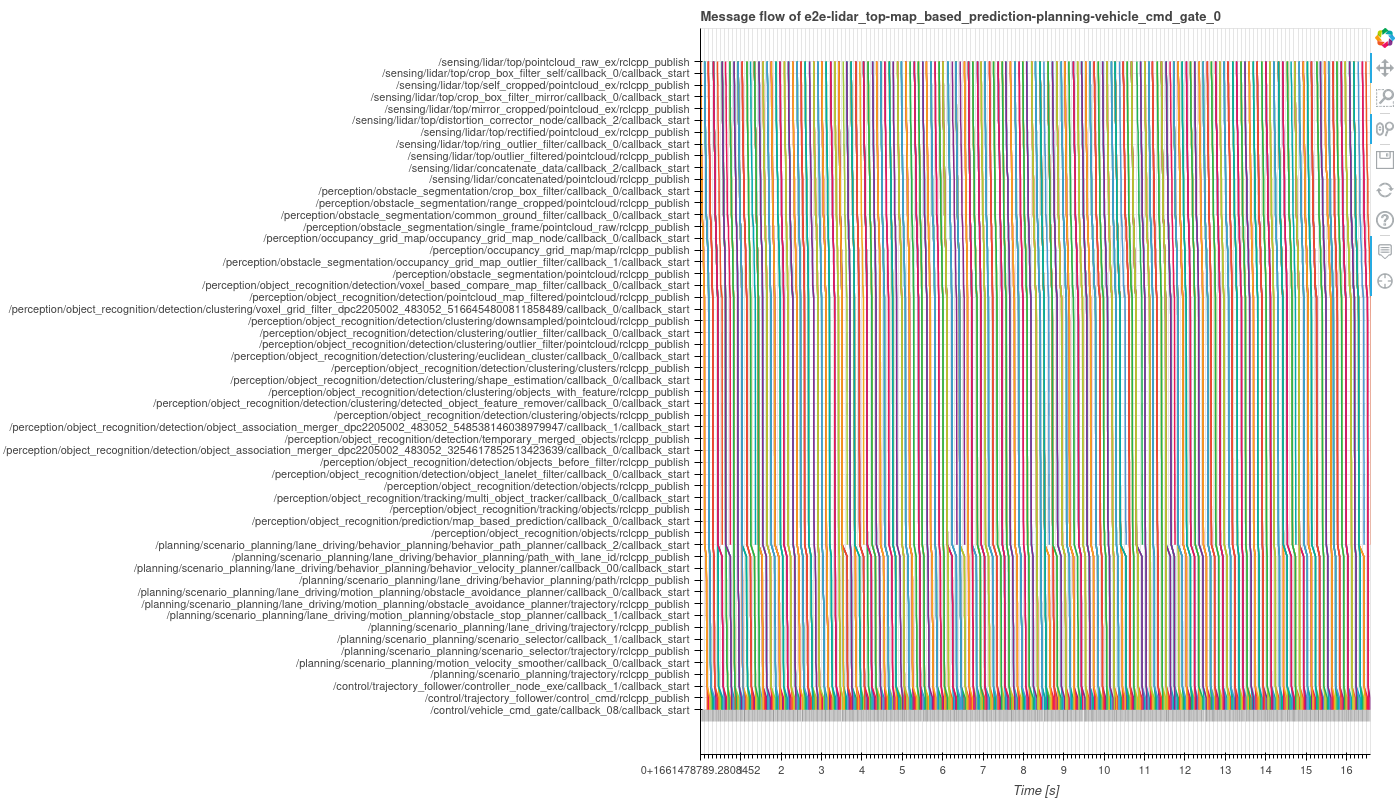 Message flow of e2e-lidar_top-map_based_prediction-planning-vehicle_cmd_gate_0
/sensing/lidar/top/pointcloud_raw_ex/rclcpp_publish
/sensing/lidar/top/crop_box_filter_self/callback_0/callback_start
/sensing/lidar/top/self_cropped/pointcloud_ex/rclcpp_publish
/sensing/lidar/top/crop_box_filter_mirror/callback_0/callback_start
/sensing/lidar/top/mirror_cropped/pointcloud_ex/rclcpp_publish
/sensing/lidar/top/distortion_corrector_node/callback_2/callback_start
/sensing/lidar/top/rectified/pointcloud_ex/rclcpp_publish
/sensing/lidar/top/ring_outlier_filter/callback_0/callback_start
/sensing/lidar/top/outlier_filtered/pointcloud/rclcpp_publish
/sensing/lidar/concatenate_data/callback_2/callback_start
/sensing/lidar/concatenated/pointcloud/rclcpp_publish
/perception/obstacle_segmentation/crop_box_filter/callback_0/callback_start
/perception/obstacle_segmentation/range_cropped/pointcloud/rclcpp_publish
/perception/obstacle_segmentation/common_ground_filter/callback_0/callback_start
/perception/obstacle_segmentation/single_frame/pointcloud_raw/rclcpp_publish
/perception/occupancy_grid_map/occupancy_grid_map_node/callback_0/callback_start
/perception/occupancy_grid_map/map/rclcpp_publish
/perception/obstacle_segmentation/occupancy_grid_map_outlier_filter/callback_1/callback_start
/perception/obstacle_segmentation/pointcloud/rclcpp_publish
/perception/object_recognition/detection/voxel_based_compare_map_filter/callback_0/callback_start
/perception/object_recognition/detection/pointcloud_map_filtered/pointcloud/rclcpp_publish
/perception/object_recognition/detection/clustering/voxel_grid_filter_dpc2205002_483052_5166454800811858489/callback_0/callback_start
/perception/object_recognition/detection/clustering/downsampled/pointcloud/rclcpp_publish
/perception/object_recognition/detection/clustering/outlier_filter/callback_0/callback_start
/perception/object_recognition/detection/clustering/outlier_filter/pointcloud/rclcpp_publish
/perception/object_recognition/detection/clustering/euclidean_cluster/callback_0/callback_start
/perception/object_recognition/detection/clustering/clusters/rclcpp_publish
/perception/object_recognition/detection/clustering/shape_estimation/callback_0/callback_start
/perception/object_recognition/detection/clustering/objects_with_feature/rclcpp_publish
/perception/object_recognition/detection/clustering/detected_object_feature_remover/callback_0/callback_start
/perception/object_recognition/detection/clustering/objects/rclcpp_publish
/perception/object_recognition/detection/object_association_merger_dpc2205002_483052_548538146038979947/callback_1/callback_start
/perception/object_recognition/detection/temporary_merged_objects/rclcpp_publish
/perception/object_recognition/detection/object_association_merger_dpc2205002_483052_3254617852513423639/callback_0/callback_start
/perception/object_recognition/detection/objects_before_filter/rclcpp_publish
/perception/object_recognition/detection/object_lanelet_filter/callback_0/callback_start
/perception/object_recognition/detection/objects/rclcpp_publish
/perception/object_recognition/tracking/multi_object_tracker/callback_0/callback_start
/perception/object_recognition/tracking/objects/rclcpp_publish
/perception/object_recognition/prediction/map_based_prediction/callback_0/callback_start
/perception/object_recognition/objects/rclcpp_publish
/planning/scenario_planning/lane_driving/behavior_planning/behavior_path_planner/callback_2/callback_start
/planning/scenario_planning/lane_driving/behavior_planning/path_with_lane_id/rclcpp_publish
/planning/scenario_planning/lane_driving/behavior_planning/behavior_velocity_planner/callback_00/callback_start
/planning/scenario_planning/lane_driving/behavior_planning/path/rclcpp_publish
/planning/scenario_planning/lane_driving/motion_planning/obstacle_avoidance_planner/callback_0/callback_start
/planning/scenario_planning/lane_driving/motion_planning/obstacle_avoidance_planner/trajectory/rclcpp_publish
/planning/scenario_planning/lane_driving/motion_planning/obstacle_stop_planner/callback_1/callback_start
/planning/scenario_planning/lane_driving/trajectory/rclcpp_publish
/planning/scenario_planning/scenario_selector/callback_1/callback_start
/planning/scenario_planning/scenario_selector/trajectory/rclcpp_publish
/planning/scenario_planning/motion_velocity_smoother/callback_0/callback_start
/planning/scenario_planning/trajectory/rclcpp_publish
/control/trajectory_follower/controller_node_exe/callback_1/callback_start
/control/trajectory_follower/control_cmd/rclcpp_publish
/control/vehicle_cmd_gate/callback_08/callback_start
2 3 4 5 6 7 8 9 10 11 12 13 14 15 16
Time [s]